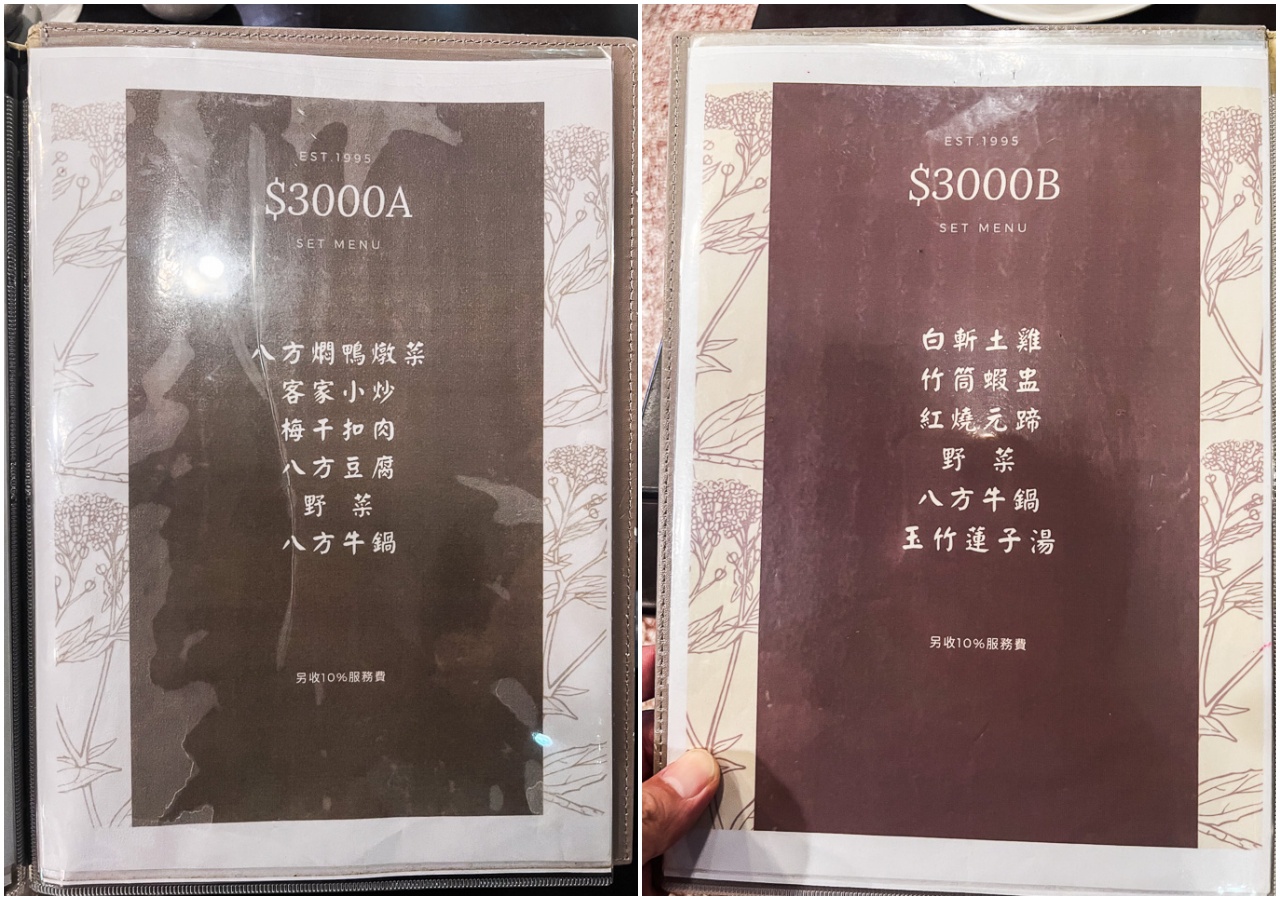 EST.1995
$3000A
SET MENU
八方燜鴨燉菜
客家小炒
梅干扣肉
八方豆腐
野菜
八方牛鍋
另收10%服務費
EST.1995
$3000B
SET MENU
白斬土雞
竹筒蝦盅
紅燒元蹄
野菜
八方牛鍋
玉竹蓮子湯
另收10%服務費